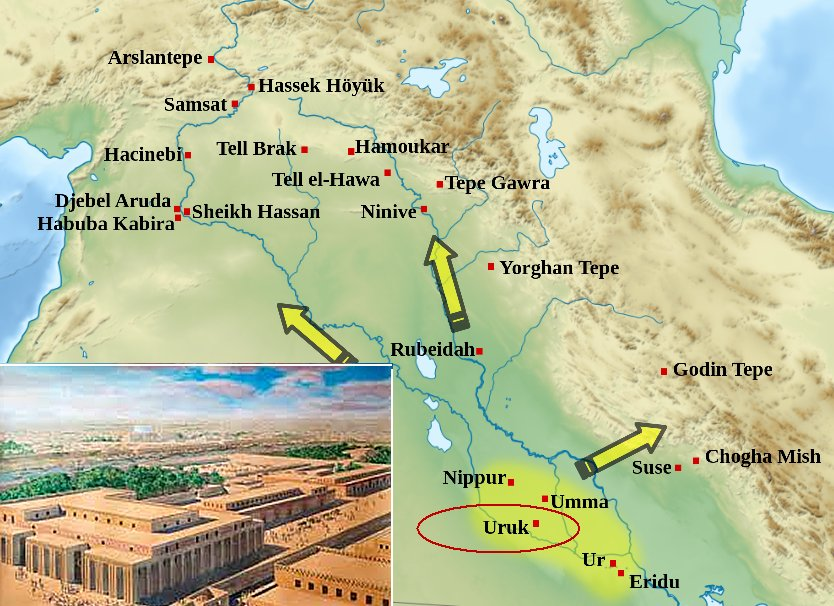 Arslantepe
Hassek Höyük
Samsat
Hacinebi
Tell Brak
Hamoukar
Tell el-Hawa
Tepe Gawra
Djebel Aruda
Sheikh Hassan
Ninive
Habuba Kabira
Yorghan Tepe
Rubeidah
Godin Tepe
Chogha Mish
Suse
Nippur
Umma
Uruk
Ur
Eridu